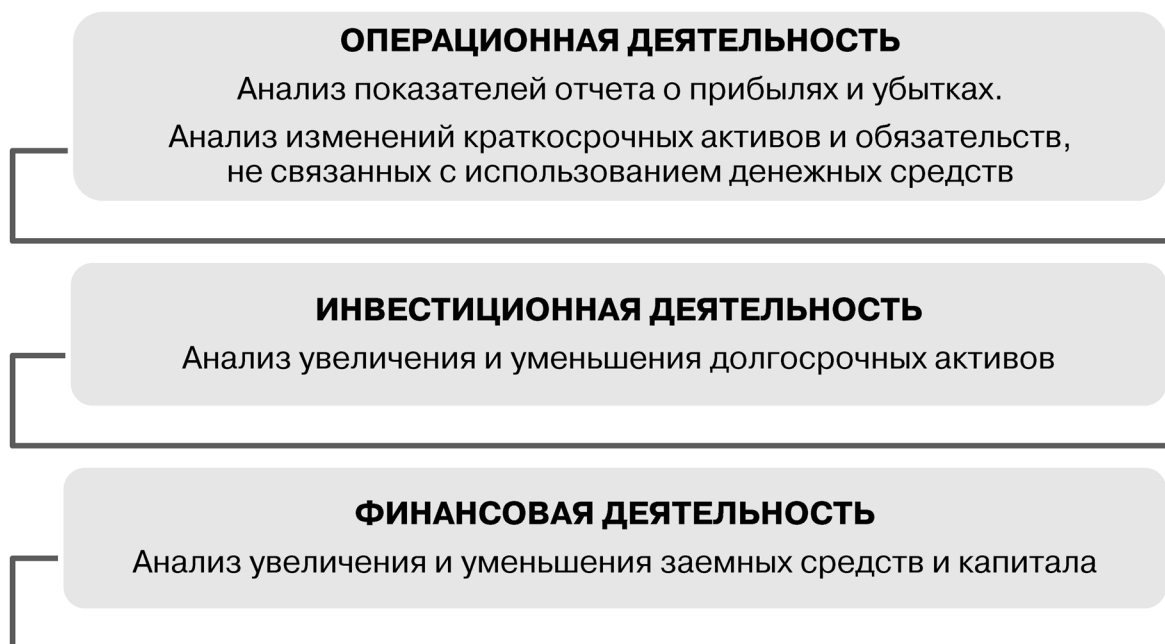 ОПЕРАЦИОННАЯ ДЕЯТЕЛЬНОСТЬ
Анализ показателей отчета о прибылях и убытках.
Анализ изменений краткосрочных активов и обязательств,
не связанных с использованием денежных средств
ИНВЕСТИЦИОННАЯ ДЕЯТЕЛЬНОСТЬ
Анализ увеличения и уменьшения долгосрочных активов
ФИНАНСОВАЯ ДЕЯТЕЛЬНОСТЬ
Анализ увеличения и уменьшения заемных средств и капитала